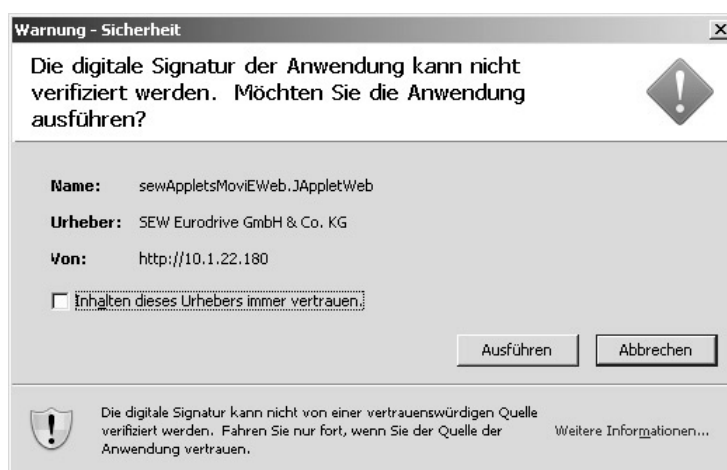 Warnung - Sicherheit
Die digitale Signatur der Anwendung kann nicht
verifiziert werden. Möchten Sie die Anwendung
ausführen?
Name: sewAppletsMoviEWeb.JAppletWeb
Urheber: SEW Eurodrive GmbH & Co. KG
Von: http://10.1.22.180
Inhalten dieses Urhebers immer vertrauen.
Ausführen Abbrechen
Die digitale Signatur kann nicht von einer vertrauenswürdigen Quelle
verifiziert werden. Fahren Sie nur fort, wenn Sie der Quelle der
Anwendung vertrauen.
Weitere Informationen...